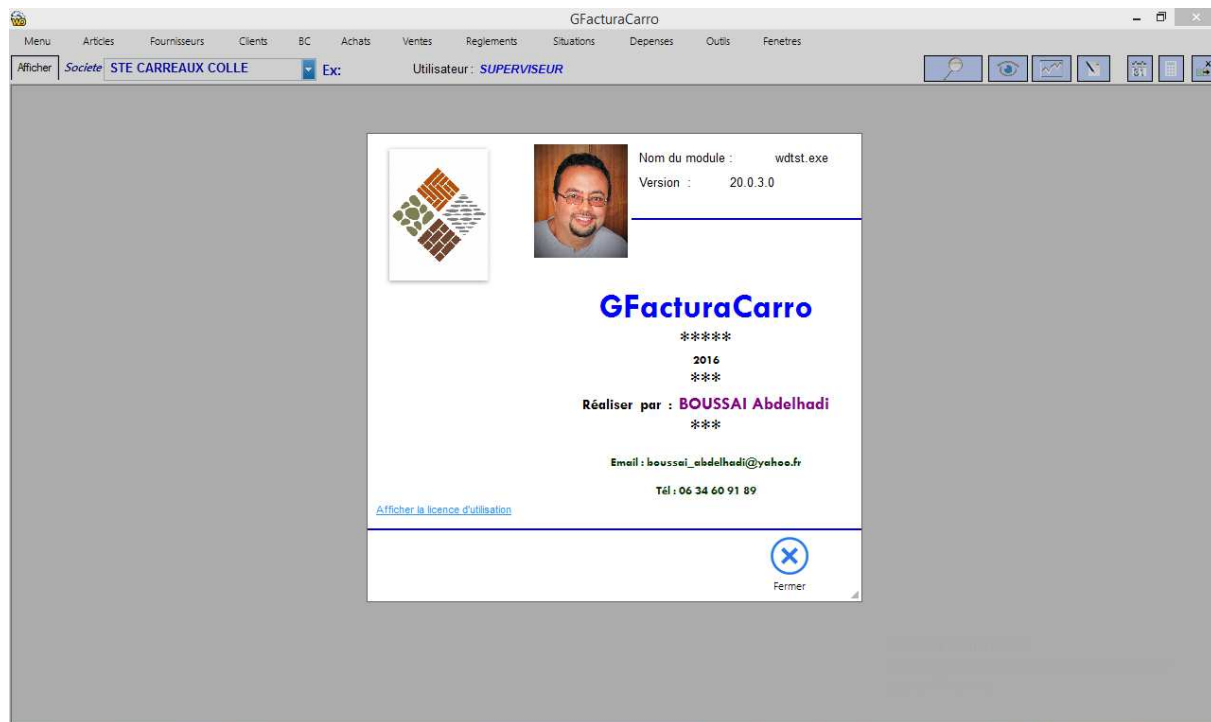 GFacturaCarro
Menu Articles Fournisseurs Clients BC Achats Ventes Reglements Situations Depenses Outils Fenetres
Afficher Societe STE CARREAUX COLLE Ex: Utilisateur : SUPERVISEUR
Nom du module : wdtst.exe
Version : 20.0.3.0
GFacturaCarro
*****
2016
***
Réaliser par : BOUSSAI Abdelhadi
***
Email : boussai_abdelhadi@yahoo.fr
Tél : 06 34 60 91 89
Afficher la licence d'utilisation
Fermer